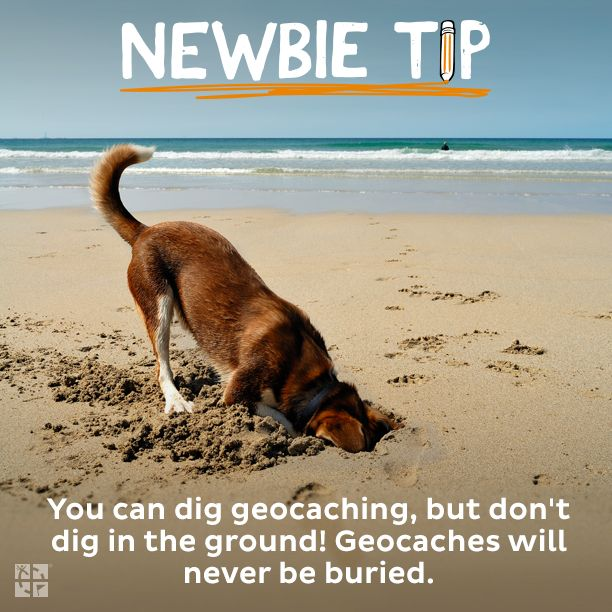 NEWBIE TIP
You can dig geocaching, but don't
dig in the ground! Geocaches will
never be buried.